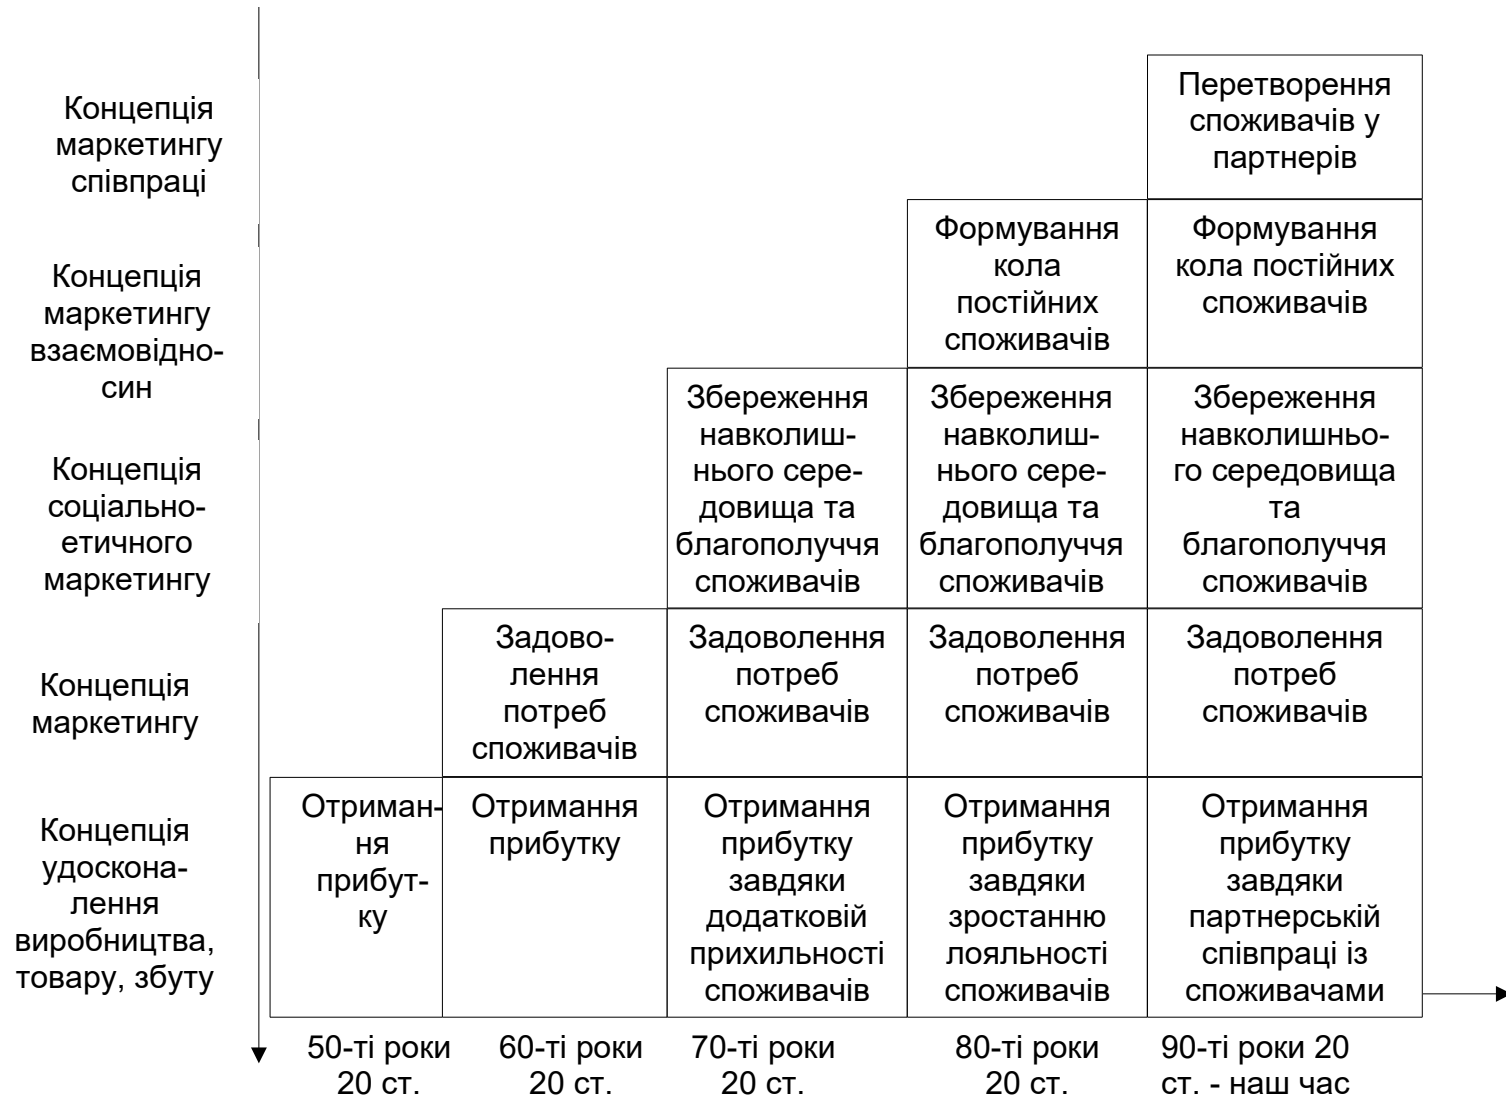 Концепція
маркетингу
співпраці
Перетворення
споживачів у
партнерів
Концепція
маркетингу
взаємовідно-
син
Формування
кола
постійних
споживачів
Формування
кола постійних
споживачів
Концепція
соціально-
етичного
маркетингу
Збереження
навколиш-
нього сере-
довища та
благополуччя
споживачів
Збереження
навколиш-
нього сере-
довища та
благополуччя
споживачів
Збереження
навколишньо-
го середовища
та
благополуччя
споживачів
Концепція
маркетингу
Задово-
лення
потреб
споживачів
Задоволення
потреб
споживачів
Задоволення
потреб
споживачів
Задоволення
потреб
споживачів
Концепція
удоскона-
лення
виробництва,
товару, збуту
Отриман-
ня
прибут-
ку
Отримання
прибутку
Отримання
прибутку
завдяки
додатковій
прихильності
споживачів
Отримання
прибутку
завдяки
зростанню
лояльності
споживачів
Отримання
прибутку
завдяки
партнерській
співпраці із
споживачами
50-ті роки
20 ст.
60-ті роки
20 ст.
70-ті роки
20 ст.
80-ті роки
20 ст.
90-ті роки 20
ст. - наш час